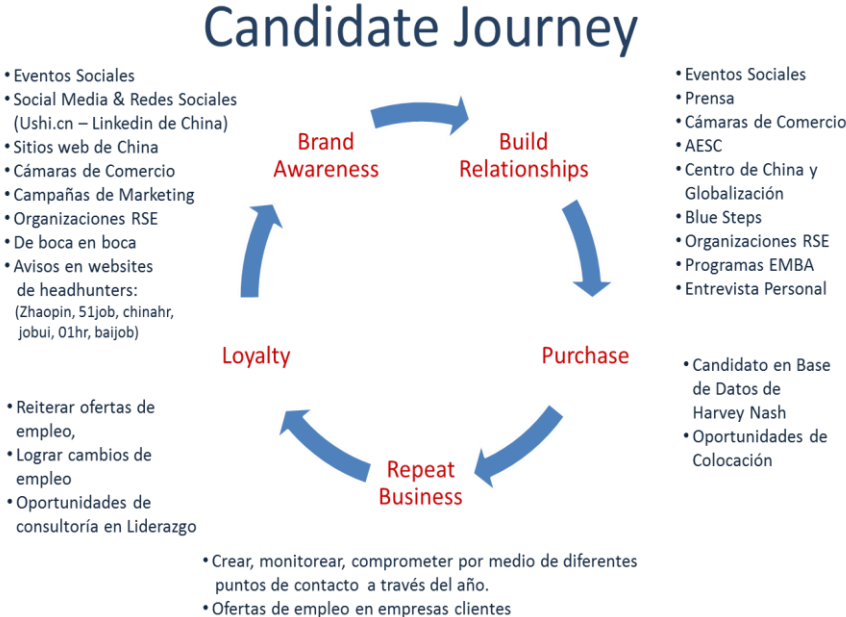 Candidate Journey
• Eventos Sociales
• Social Media & Redes Sociales
(Ushi.cn – Linkedin de China)
• Sitios web de China
• Cámaras de Comercio
• Campañas de Marketing
• Organizaciones RSE
• De boca en boca
• Avisos en websites
de headhunters:
(Zhaopin, 51job, chinahr,
jobui, 01hr, baijob)
Brand
Awareness
Build
Relationships
• Eventos Sociales
• Prensa
• Cámaras de Comercio
• AESC
• Centro de China y
Globalización
• Blue Steps
• Organizaciones RSE
• Programas EMBA
• Entrevista Personal
Loyalty
Purchase
• Candidato en Base
de Datos de
Harvey Nash
• Oportunidades de
Colocación
• Reiterar ofertas de
empleo,
• Lograr cambios de
empleo
• Oportunidades de
consultoría en Liderazgo
Repeat
Business
• Crear, monitorear, comprometer por medio de diferentes
puntos de contacto a través del año.
• Ofertas de empleo en empresas clientes